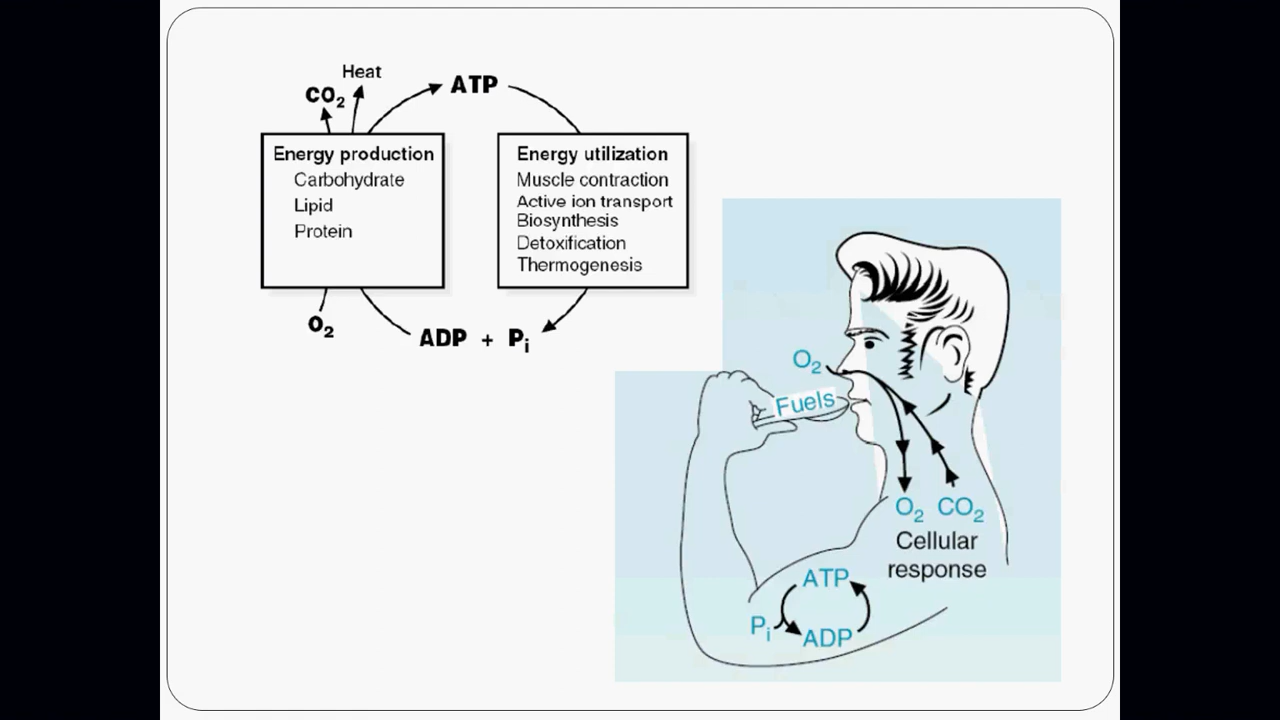 Heat
CO₂
ATP
Energy production
Carbohydrate
Lipid
Protein
Energy utilization
Muscle contraction
Active ion transport
Biosynthesis
Detoxification
Thermogenesis
O₂
ADP + Pᵢ
O₂
Fuels
O₂ CO₂
Cellular
response
ATP
Pᵢ
ADP